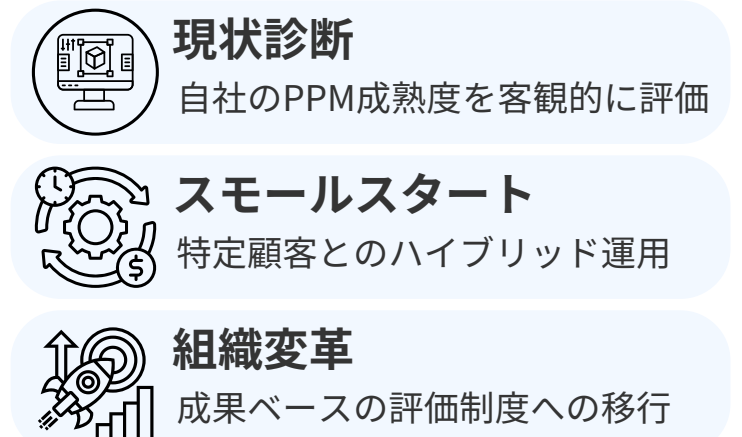 現状診断
自社のPPM成熟度を客観的に評価
スモールスタート
特定顧客とのハイブリッド運用
$
組織変革
成果ベースの評価制度への移行